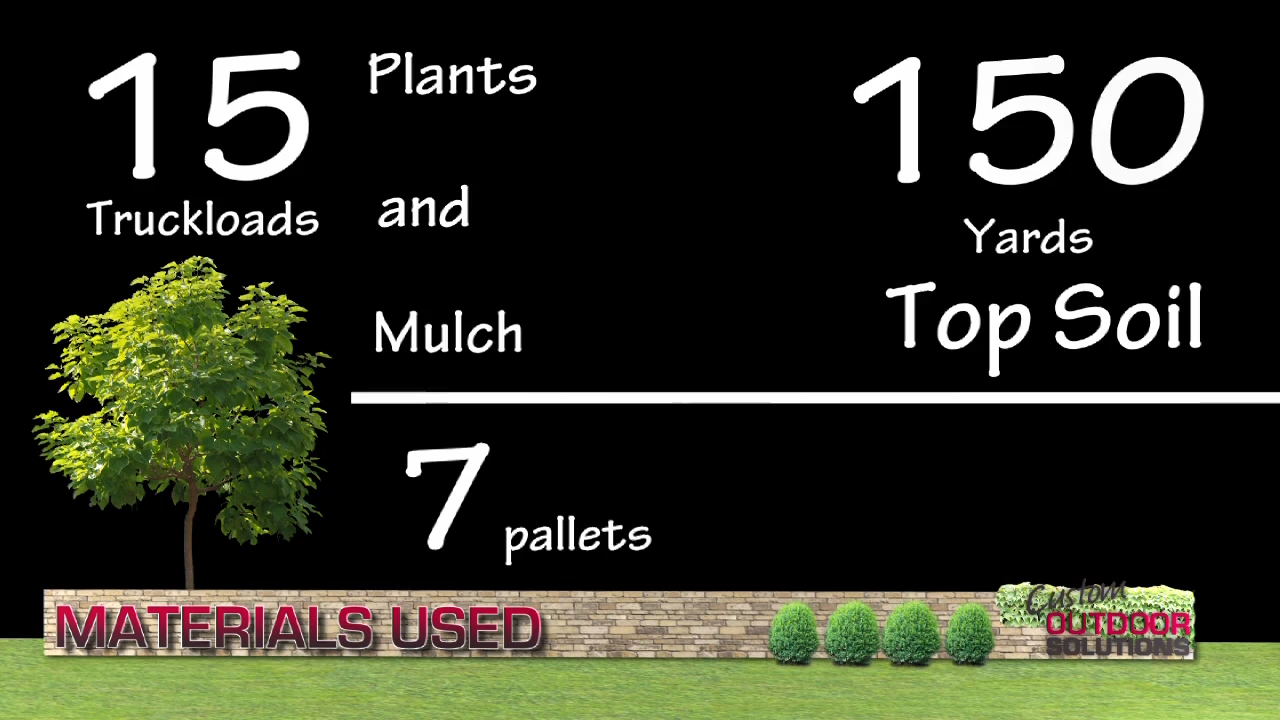 15
Truckloads
Plants
and
Mulch
150
Yards
Top Soil
7 pallets
MATERIALS USED
Custom
OUTDOOR
SOLUTIONS